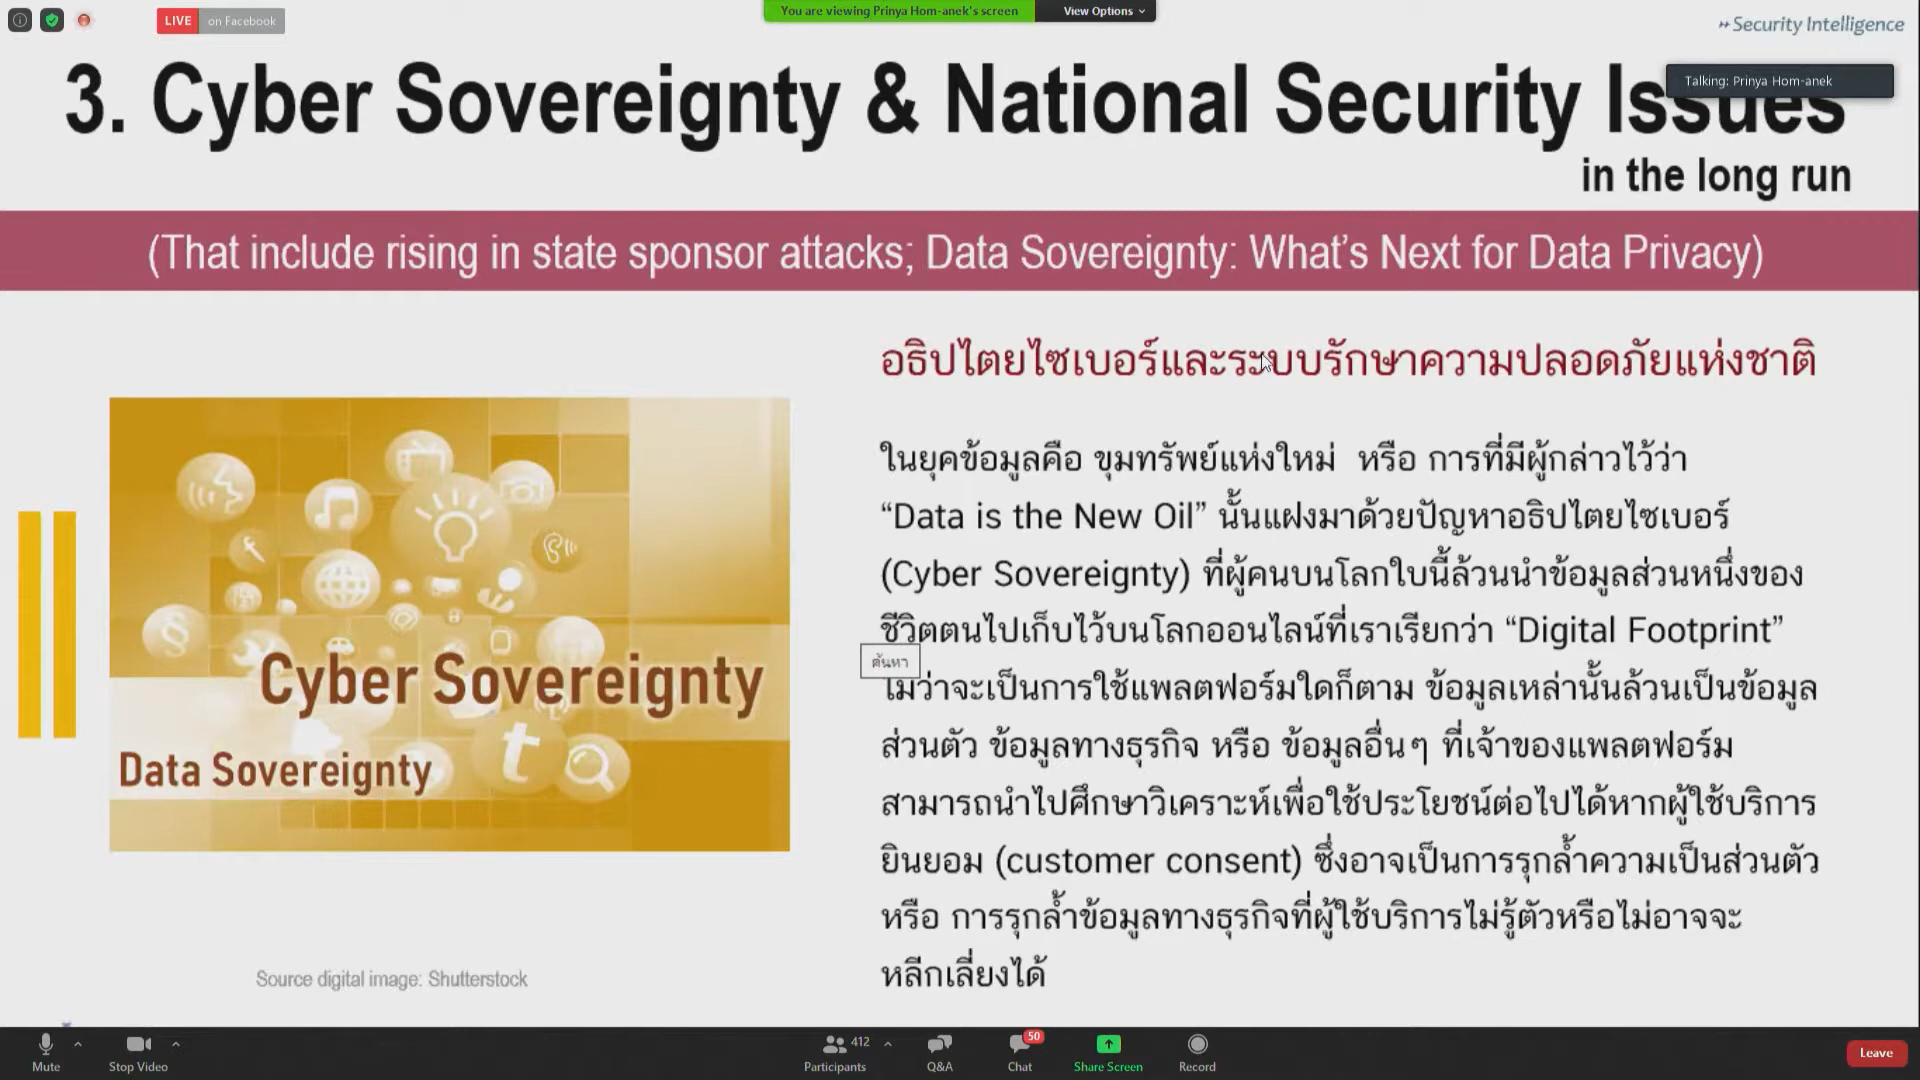 LIVE on Facebook
You are viewing Prinya Hom-anek's screen
View Options
Security Intelligence
Talking: Prinya Hom-anek
3. Cyber Sovereignty & National Security Issues
in the long run
(That include rising in state sponsor attacks; Data Sovereignty: What's Next for Data Privacy)
อธิปไตยไซเบอร์และระบบรักษาความปลอดภัยแห่งชาติ
ในยุคข้อมูลคือ ขุมทรัพย์แห่งใหม่ หรือ การที่มีผู้กล่าวไว้ว่า
“Data is the New Oil” นั้นแฝงมาด้วยปัญหาอธิปไตยไซเบอร์
(Cyber Sovereignty) ที่ผู้คนบนโลกใบนี้ล้วนนำข้อมูลส่วนหนึ่งของ
ชีวิตตนไปเก็บไว้บนโลกออนไลน์ที่เราเรียกว่า “Digital Footprint”
ค้นหา
ไม่ว่าจะเป็นการใช้แพลตฟอร์มใดก็ตาม ข้อมูลเหล่านั้นล้วนเป็นข้อมูล
ส่วนตัว ข้อมูลทางธุรกิจ หรือ ข้อมูลอื่นๆ ที่เจ้าของแพลตฟอร์ม
สามารถนำไปศึกษาวิเคราะห์เพื่อใช้ประโยชน์ต่อไปได้หากผู้ใช้บริการ
ยินยอม (customer consent) ซึ่งอาจเป็นการรุกล้ำความเป็นส่วนตัว
หรือ การรุกล้ำข้อมูลทางธุรกิจที่ผู้ใช้บริการไม่รู้ตัวหรือไม่อาจจะ
หลีกเลี่ยงได้
Cyber Sovereignty
Data Sovereignty
Source digital image: Shutterstock
Mute
Stop Video
Participants 412
Q&A
Chat 50
Share Screen
Record
Leave